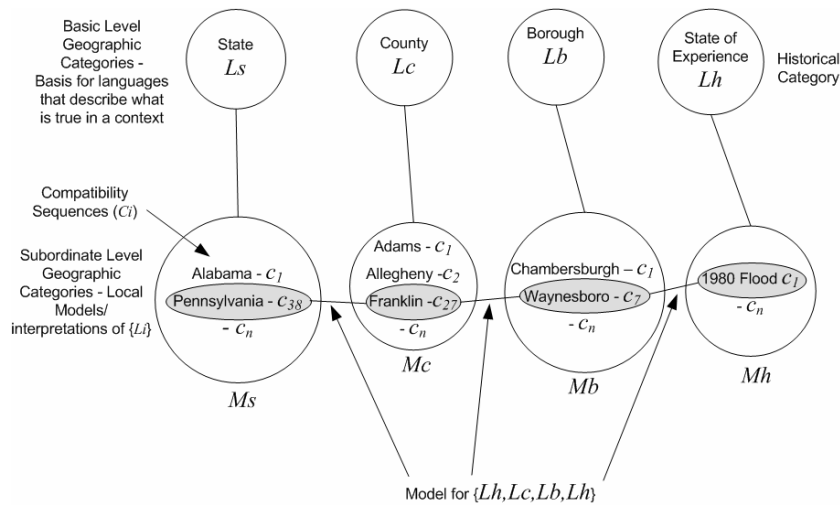 Basic Level
Geographic
Categories -
Basis for languages
that describe what
is true in a context
State
Ls
County
Lc
Borough
Lb
State of
Experience
Lh
Historical
Category
Compatibility
Sequences (Ci)
Subordinate Level
Geographic
Categories - Local
Models/
interpretations of {Li}
Alabama - c1
Pennsylvania - c38
- cn
Ms
Adams - c1
Allegheny -c2
Franklin -c27
- cn
Mc
Chambersburgh – c1
Waynesboro - c7
- cn
Mb
1980 Flood c1
- cn
Mh
Model for {Lh,Lc,Lb,Lh}